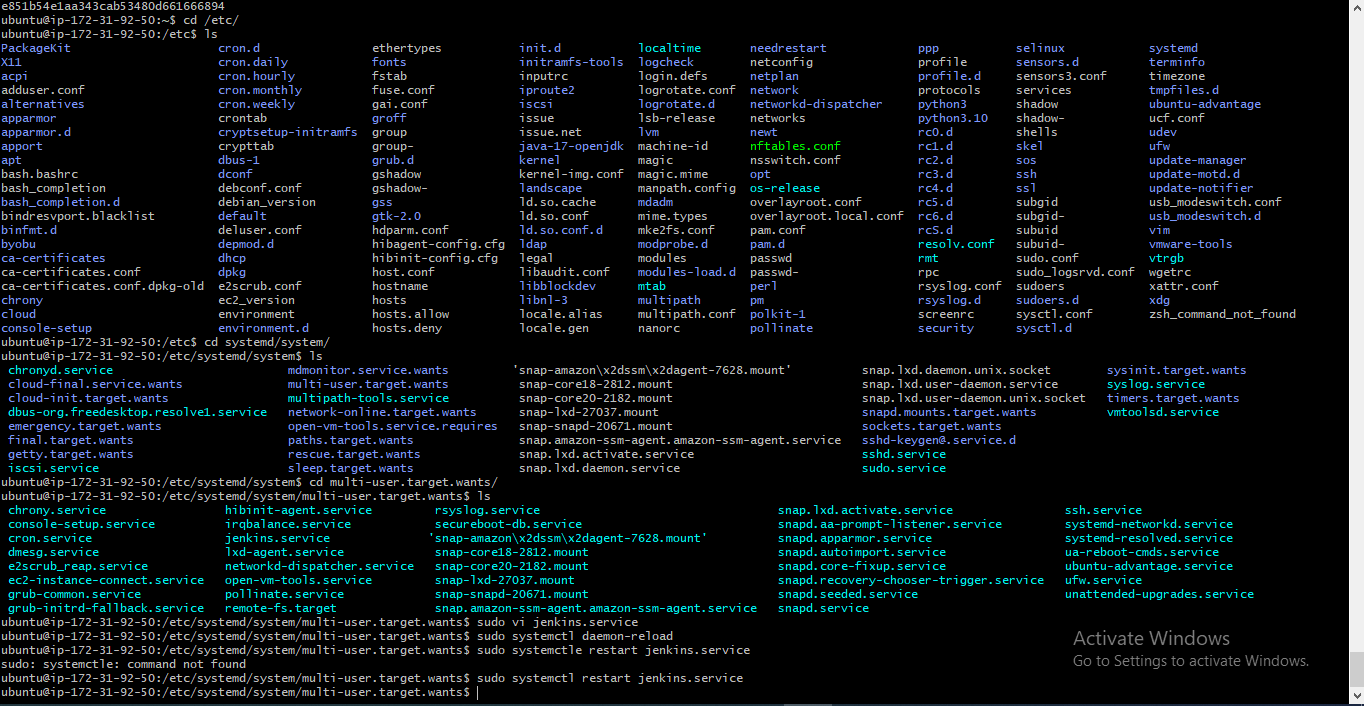 e851b54e1aa343cab53480d661666894
ubuntu@ip-172-31-92-50:~$ cd /etc/
ubuntu@ip-172-31-92-50:/etc$ ls
PackageKit cron.d ethertypes init.d localtime needrestart ppp selinux systemd
X11 cron.daily fonts initramfs-tools logcheck netconfig profile sensors.d terminfo
acpi cron.hourly fstab inputrc login.defs netplan profile.d sensors3.conf timezone
adduser.conf cron.monthly fuse.conf iproute2 logrotate.conf network protocols services tmpfiles.d
alternatives cron.weekly gai.conf iscsi logrotate.d networkd-dispatcher python3 shadow ubuntu-advantage
apparmor crontab groff issue lsb-release networks python3.10 shadow- ucf.conf
apparmor.d cryptsetup-initramfs group issue.net lvm newt rc0.d shells udev
apport crypttab group- java-17-openjdk machine-id nftables.conf rc1.d skel ufw
apt dbus-1 grub.d kernel magic nsswitch.conf rc2.d sos update-manager
bash.bashrc dconf gshadow kernel-img.conf magic.mime opt rc3.d ssh update-motd.d
bash_completion debconf.conf gshadow- landscape manpath.config os-release rc4.d ssl update-notifier
bash_completion.d debian_version gss ld.so.cache mdadm overlayroot.conf rc5.d subgid usb_modeswitch.conf
bindresvport.blacklist default gtk-2.0 ld.so.conf mime.types overlayroot.local.conf rc6.d subgid- usb_modeswitch.d
binfmt.d deluser.conf hdparm.conf ld.so.conf.d mke2fs.conf pam.conf rcS.d subuid vim
byobu depmod.d hibagent-config.cfg ldap modprobe.d pam.d resolv.conf subuid- vmware-tools
ca-certificates dhcp hibinit-config.cfg legal modules passwd rmt sudo.conf vtrgb
ca-certificates.conf dpkg host.conf libaudit.conf modules-load.d passwd- rpc sudo_logsrvd.conf wgetrc
ca-certificates.conf.dpkg-old e2scrub.conf hostname libblockdev mtab perl rsyslog.conf sudoers xattr.conf
chrony ec2_version hosts libnl-3 multipath pm rsyslog.d sudoers.d xdg
cloud environment hosts.allow locale.alias multipath.conf polkit-1 screenrc sysctl.conf zsh_command_not_found
console-setup environment.d hosts.deny locale.gen nanorc pollinate security sysctl.d
ubuntu@ip-172-31-92-50:/etc$ cd systemd/system/
ubuntu@ip-172-31-92-50:/etc/systemd/system$ ls
chronyd.service mdmonitor.service.wants 'snap-amazon\x2dssm\x2dagent-7628.mount' snap.lxd.daemon.unix.socket sysinit.target.wants
cloud-final.service.wants multi-user.target.wants snap-core18-2812.mount snap.lxd.user-daemon.service syslog.service
cloud-init.target.wants multipath-tools.service snap-core20-2182.mount snap.lxd.user-daemon.unix.socket timers.target.wants
dbus-org.freedesktop.resolve1.service network-online.target.wants snap-lxd-27037.mount snapd.mounts.target.wants vmtoolsd.service
emergency.target.wants open-vm-tools.service.requires snap-snapd-20671.mount sockets.target.wants
final.target.wants paths.target.wants snap.amazon-ssm-agent.amazon-ssm-agent.service sshd-keygen@.service.d
getty.target.wants rescue.target.wants snap.lxd.activate.service sshd.service
iscsi.service sleep.target.wants snap.lxd.daemon.service sudo.service
ubuntu@ip-172-31-92-50:/etc/systemd/system$ cd multi-user.target.wants/
ubuntu@ip-172-31-92-50:/etc/systemd/system/multi-user.target.wants$ ls
chrony.service hibinit-agent.service rsyslog.service snap.lxd.activate.service ssh.service
console-setup.service irqbalance.service secureboot-db.service snapd.aa-prompt-listener.service systemd-networkd.service
cron.service jenkins.service 'snap-amazon\x2dssm\x2dagent-7628.mount' snapd.apparmor.service systemd-resolved.service
dmesg.service lxd-agent.service snap-core18-2812.mount snapd.autoimport.service ua-reboot-cmds.service
e2scrub_reap.service networkd-dispatcher.service snap-core20-2182.mount snapd.core-fixup.service ubuntu-advantage.service
ec2-instance-connect.service open-vm-tools.service snap-lxd-27037.mount snapd.recovery-chooser-trigger.service ufw.service
grub-common.service pollinate.service snap-snapd-20671.mount snapd.seeded.service unattended-upgrades.service
grub-initrd-fallback.service remote-fs.target snap.amazon-ssm-agent.amazon-ssm-agent.service snapd.service
ubuntu@ip-172-31-92-50:/etc/systemd/system/multi-user.target.wants$ sudo vi jenkins.service
ubuntu@ip-172-31-92-50:/etc/systemd/system/multi-user.target.wants$ sudo systemctl daemon-reload
ubuntu@ip-172-31-92-50:/etc/systemd/system/multi-user.target.wants$ sudo systemctle restart jenkins.service
sudo: systemctle: command not found
ubuntu@ip-172-31-92-50:/etc/systemd/system/multi-user.target.wants$ sudo systemctl restart jenkins.service
ubuntu@ip-172-31-92-50:/etc/systemd/system/multi-user.target.wants$
Activate Windows
Go to Settings to activate Windows.